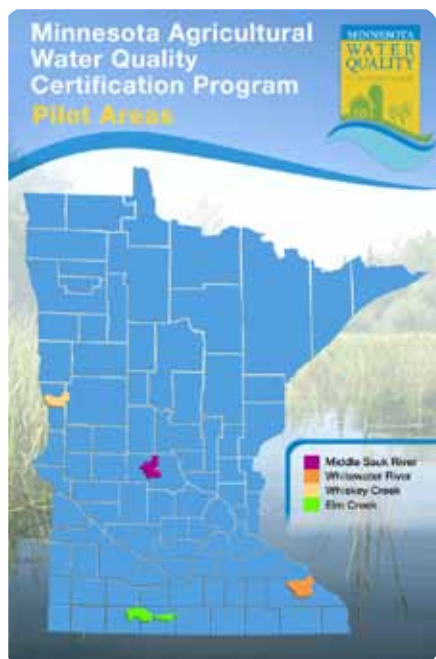 Minnesota Agricultural
Water Quality
Certification Program
Pilot Areas
MINNESOTA
WATER
QUALITY
Middle Sauk River
Whitewater River
Whiskey Creek
Elm Creek